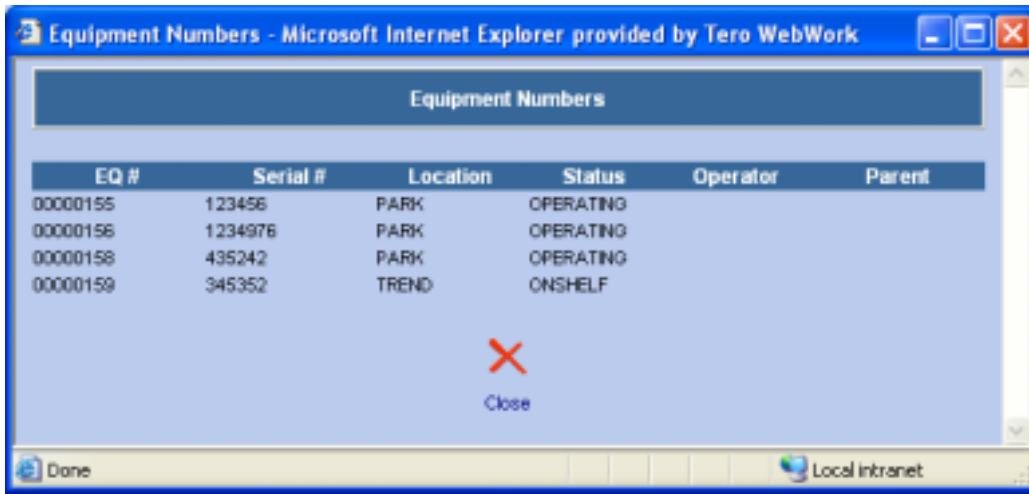 Equipment Numbers - Microsoft Internet Explorer provided by Tero WebWork
Equipment Numbers
EQ # Serial # Location Status Operator Parent
00000155 123456 PARK OPERATING
00000156 1234976 PARK OPERATING
00000158 435242 PARK OPERATING
00000159 345352 TREND ONSHELF
Close
Done Local intranet